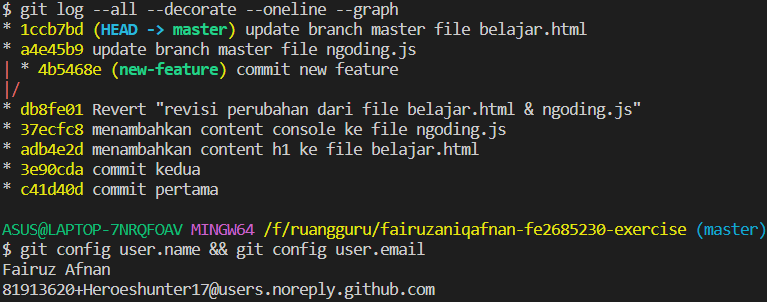 $ git log --all --decorate --oneline --graph
* 1ccb7bd (HEAD -> master) update branch master file belajar.html
* a4e45b9 update branch master file ngoding.js
| * 4b5468e (new-feature) commit new feature
|/
* db8fe01 Revert "revisi perubahan dari file belajar.html & ngoding.js"
* 37ecfc8 menambahkan content console ke file ngoding.js
* adb4e2d menambahkan content h1 ke file belajar.html
* 3e90cda commit kedua
* c41d40d commit pertama
ASUS@LAPTOP-7NRQFOAV MINGW64 /f/ruangguru/fairuzaniqafnan-fe2685230-exercise (master)
$ git config user.name && git config user.email
Fairuz Afnan
81913620+Heroeshunter17@users.noreply.github.com